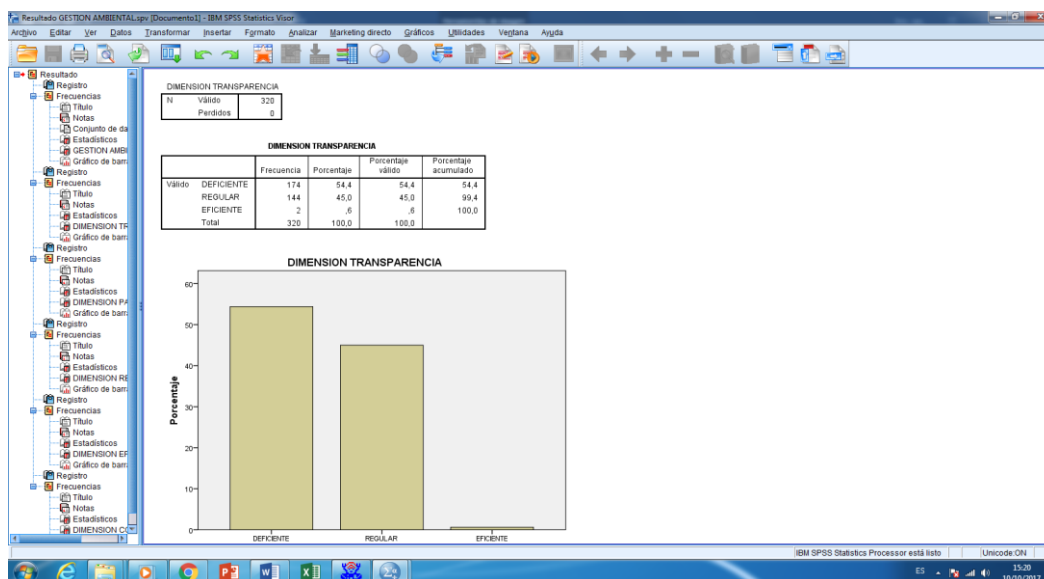 Resultado GESTION AMBIENTAL.spv [Documento1] - IBM SPSS Statistics Visor
Archivo Editar Ver Datos Transformar Insertar Formato Analizar Marketing directo Gráficos Utilidades Ventana Ayuda
Resultado
Registro
Frecuencias
Título
Notas
Conjunto de da
Estadísticos
GESTION AMBI
Gráfico de barr
Registro
Frecuencias
Título
Notas
Estadísticos
DIMENSION TR
Gráfico de barr
Registro
Frecuencias
Título
Notas
Estadísticos
DIMENSION PA
Gráfico de barr
Registro
Frecuencias
Título
Notas
Estadísticos
DIMENSION RE
Gráfico de barr
Registro
Frecuencias
Título
Notas
Estadísticos
DIMENSION EF
Gráfico de barr
Registro
Frecuencias
Título
Notas
Estadísticos
DIMENSION CO
DIMENSION TRANSPARENCIA
N Válido 320
Perdidos 0
DIMENSION TRANSPARENCIA
Frecuencia Porcentaje Porcentaje válido Porcentaje acumulado
Válido DEFICIENTE 174 54,4 54,4 54,4
REGULAR 144 45,0 45,0 99,4
EFICIENTE 2 ,6 ,6 100,0
Total 320 100,0 100,0
DIMENSION TRANSPARENCIA
Porcentaje
60
50
40
30
20
10
0
DEFICIENTE REGULAR EFICIENTE
IBM SPSS Statistics Processor está listo Unicode:ON
ES 15:20
10/10/2017